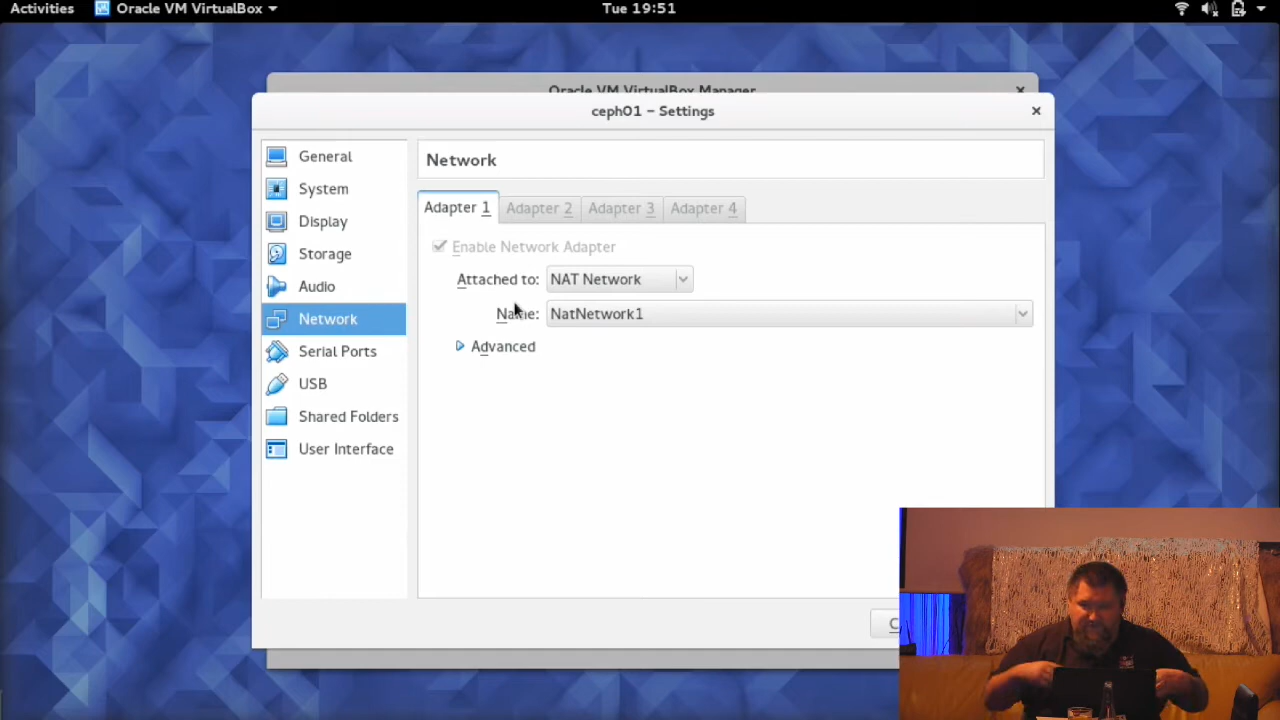 Activities Oracle VM VirtualBox Tue 19:51
Oracle VM VirtualBox Manager
ceph01 – Settings
General
System
Display
Storage
Audio
Network
Serial Ports
USB
Shared Folders
User Interface
Network
Adapter 1 Adapter 2 Adapter 3 Adapter 4
Enable Network Adapter
Attached to: NAT Network
Name: NatNetwork1
Advanced